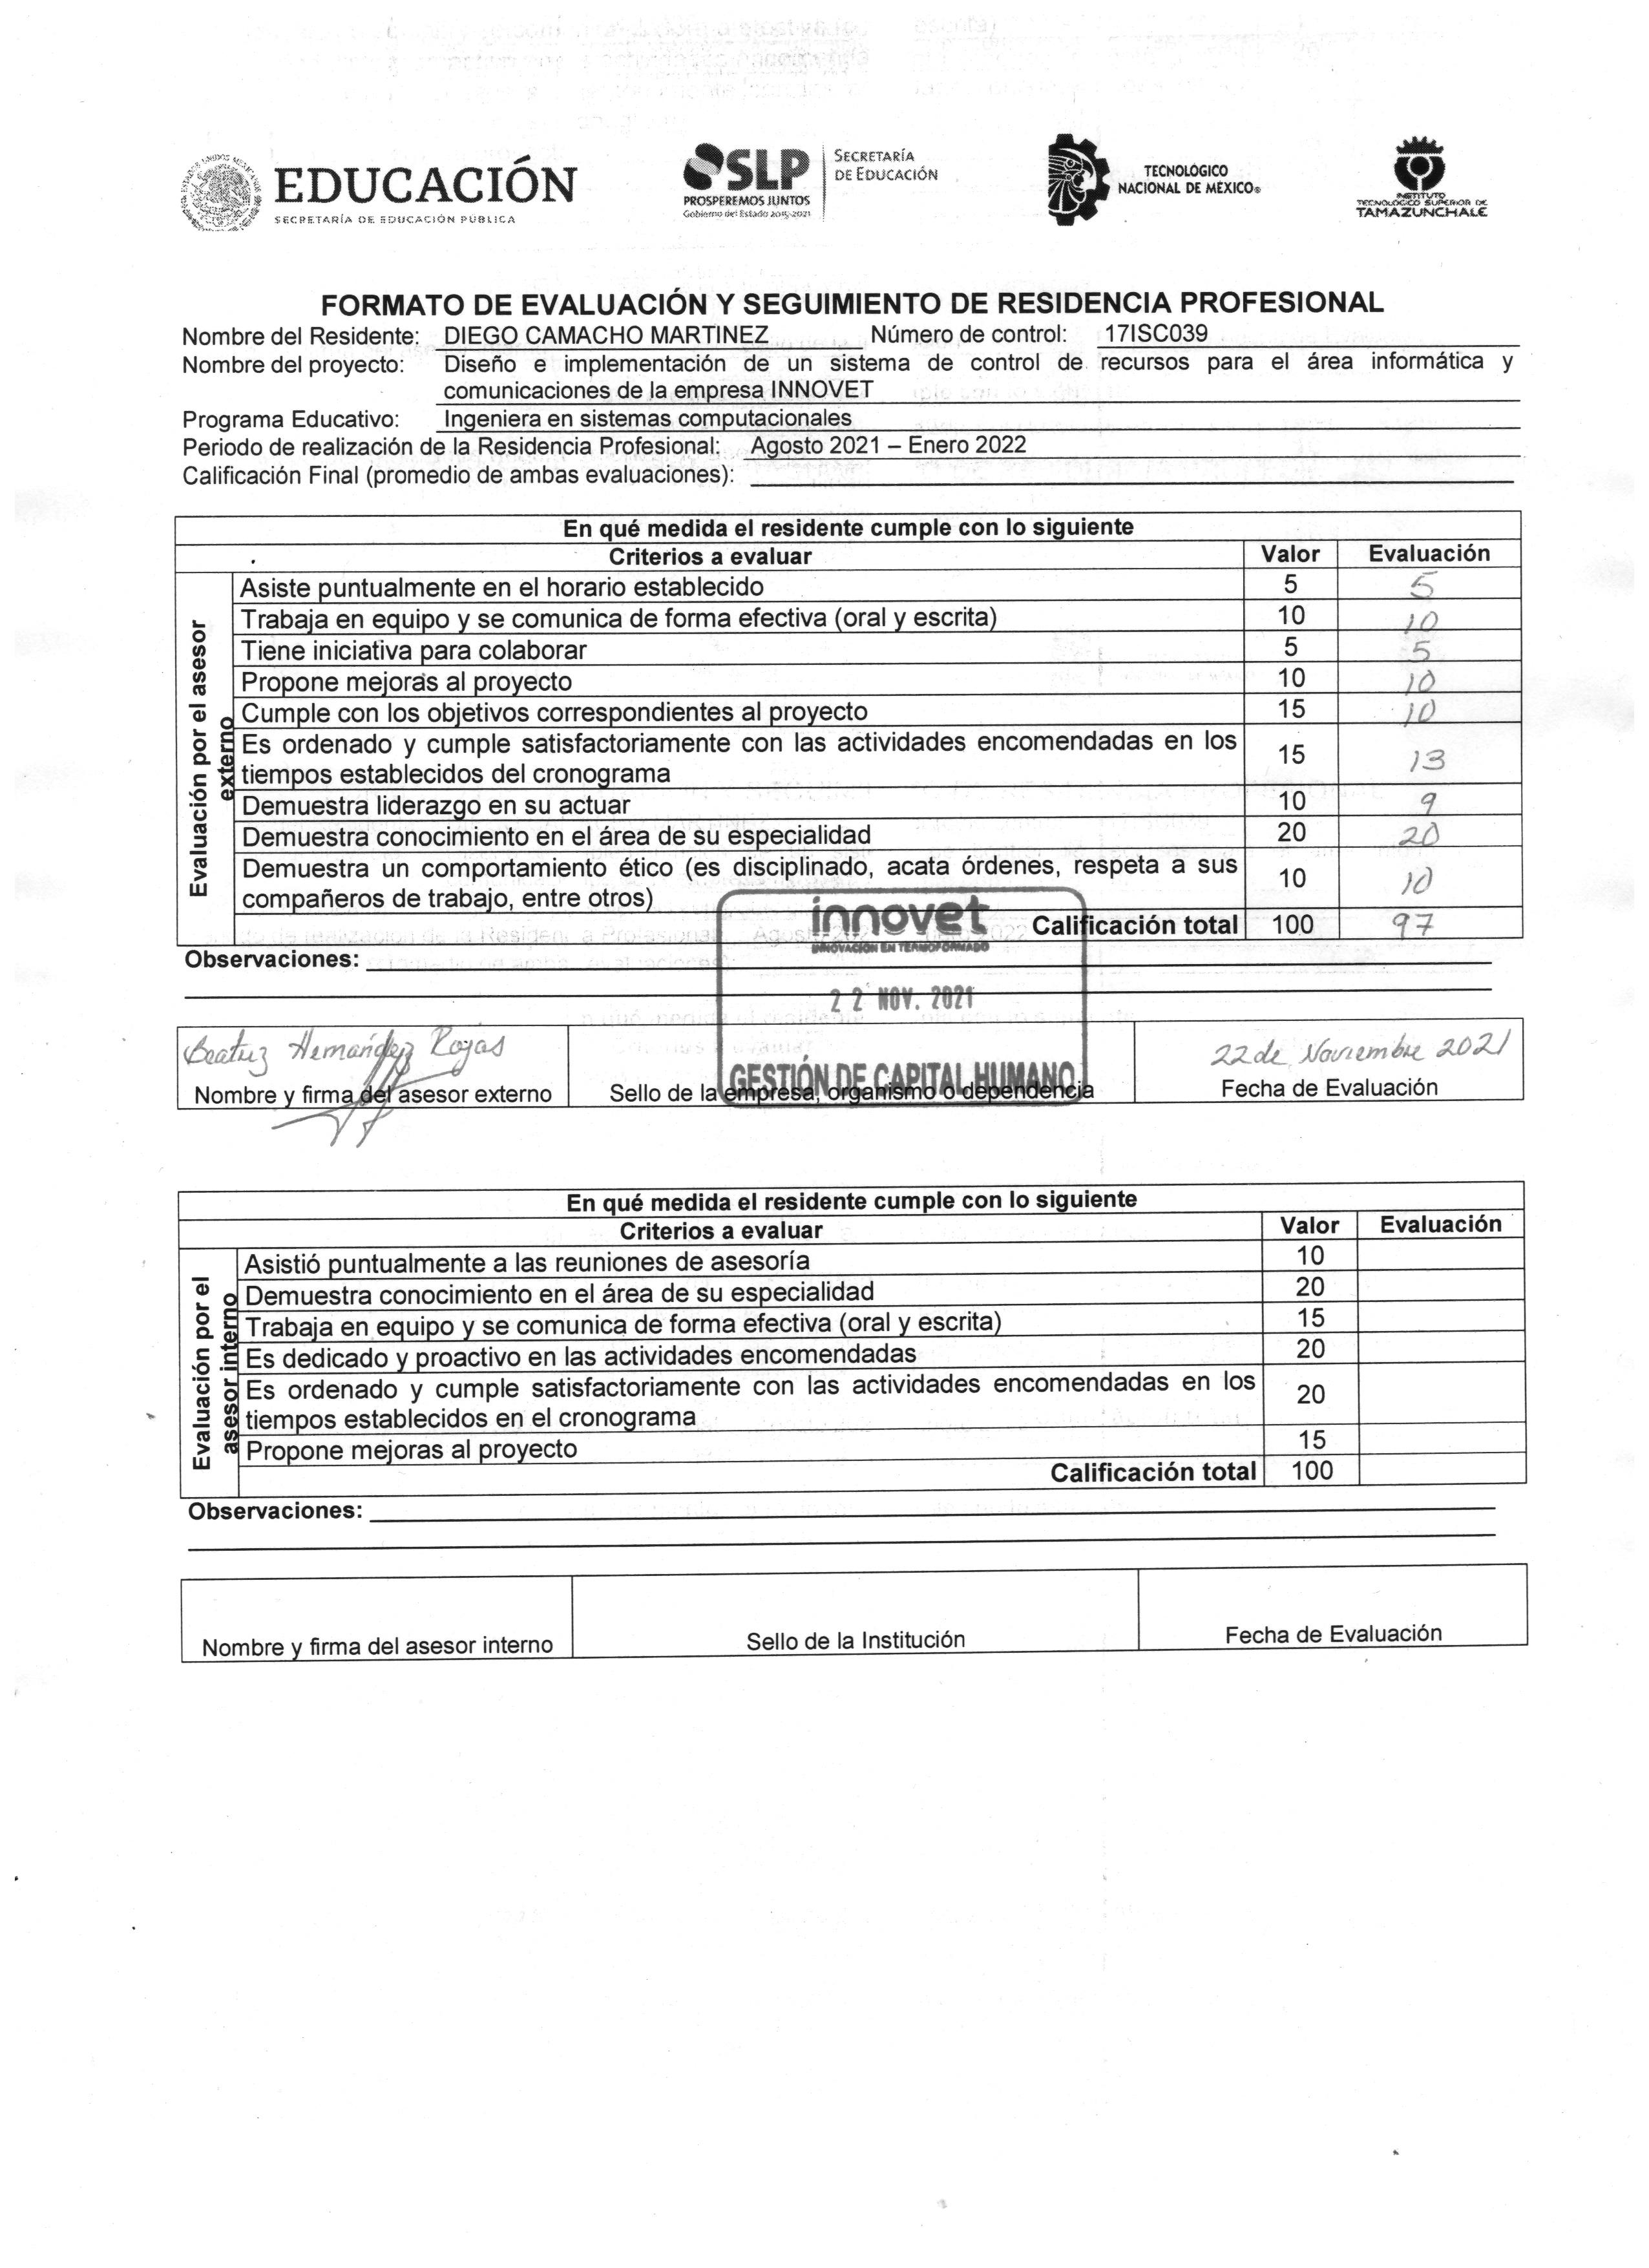 EDUCACIÓN
SECRETARÍA DE EDUCACIÓN PÚBLICA
SLP
PROSPEREMOS JUNTOS
Gobierno del Estado 2015-2021
SECRETARÍA
DE EDUCACIÓN
TECNOLÓGICO
NACIONAL DE MÉXICO®
INSTITUTO
TECNOLÓGICO SUPERIOR DE
TAMAZUNCHALE
FORMATO DE EVALUACIÓN Y SEGUIMIENTO DE RESIDENCIA PROFESIONAL
Nombre del Residente: DIEGO CAMACHO MARTINEZ Número de control: 17ISC039
Nombre del proyecto: Diseño e implementación de un sistema de control de recursos para el área informática y
comunicaciones de la empresa INNOVET
Programa Educativo: Ingeniera en sistemas computacionales
Periodo de realización de la Residencia Profesional: Agosto 2021 – Enero 2022
Calificación Final (promedio de ambas evaluaciones):
En qué medida el residente cumple con lo siguiente
Criterios a evaluar Valor Evaluación
Evaluación por el asesor
externo
Asiste puntualmente en el horario establecido 5 5
Trabaja en equipo y se comunica de forma efectiva (oral y escrita) 10 10
Tiene iniciativa para colaborar 5 5
Propone mejoras al proyecto 10 10
Cumple con los objetivos correspondientes al proyecto 15 10
Es ordenado y cumple satisfactoriamente con las actividades encomendadas en los
tiempos establecidos del cronograma 15 13
Demuestra liderazgo en su actuar 10 9
Demuestra conocimiento en el área de su especialidad 20 20
Demuestra un comportamiento ético (es disciplinado, acata órdenes, respeta a sus
compañeros de trabajo, entre otros) 10 10
Calificación total 100 97
innovet
INNOVACIÓN EN TERMOFORMADO
22 NOV. 2021
GESTIÓN DE CAPITAL HUMANO
Observaciones:
Beatriz Hernández Rojas
Nombre y firma del asesor externo
Sello de la empresa, organismo o dependencia
22 de Noviembre 2021
Fecha de Evaluación
En qué medida el residente cumple con lo siguiente
Criterios a evaluar Valor Evaluación
Evaluación por el
asesor interno
Asistió puntualmente a las reuniones de asesoría 10
Demuestra conocimiento en el área de su especialidad 20
Trabaja en equipo y se comunica de forma efectiva (oral y escrita) 15
Es dedicado y proactivo en las actividades encomendadas 20
Es ordenado y cumple satisfactoriamente con las actividades encomendadas en los
tiempos establecidos en el cronograma 20
Propone mejoras al proyecto 15
Calificación total 100
Observaciones:
Nombre y firma del asesor interno
Sello de la Institución
Fecha de Evaluación